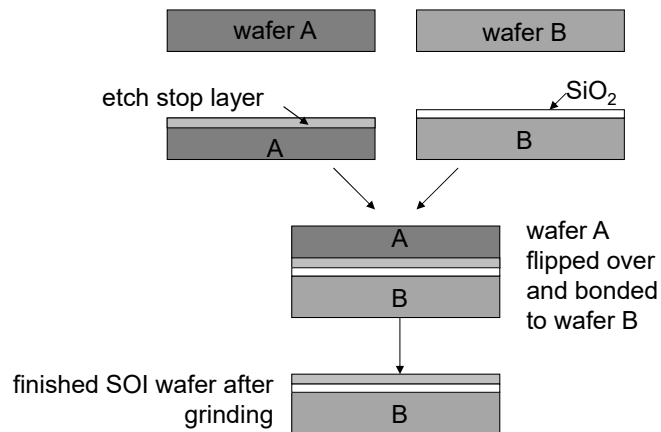 wafer A
wafer B
etch stop layer
SiO₂
A
B
A
B
wafer A
flipped over
and bonded
to wafer B
finished SOI wafer after
grinding
B